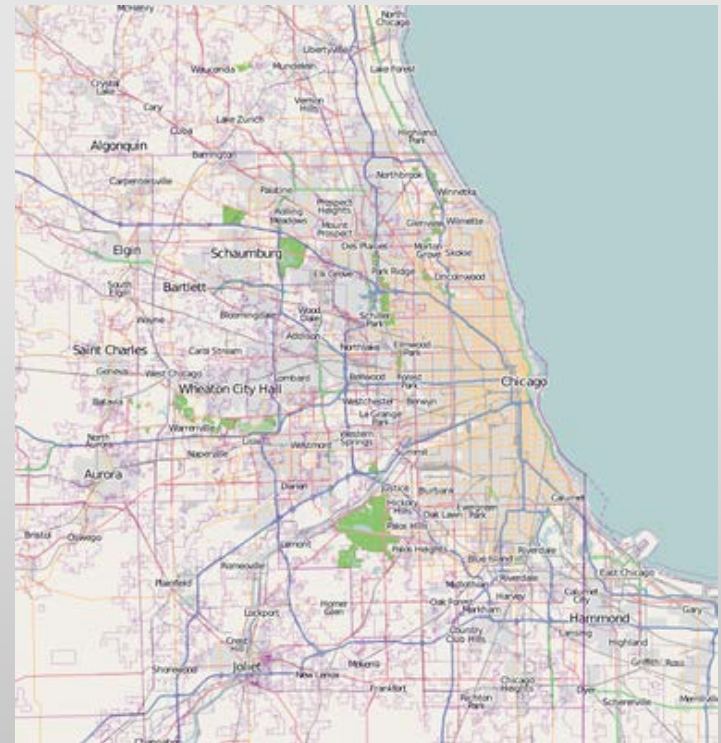 McHenry
North
Chicago
Libertyville
Wauconda
Mundelein
Lake Forest
Crystal
Lake
Cary
Vernon
Hills
Lake Zurich
Cuba
Highland
Park
Algonquin
Barrington
Northbrook
Carpentersville
Palatine
Winnetka
Prospect
Heights
Rolling
Meadows
Glenview
Wilmette
Mount
Prospect
Elgin
Schaumburg
Des Plaines
Morton
Grove
Skokie
Elk Grove
Park Ridge
Lincolnwood
South
Elgin
Bartlett
Wayne
Bloomingdale
Wood
Dale
Schiller
Park
Addison
Saint Charles
Carol Stream
Northlake
Elmwood
Park
Geneva
West Chicago
Lombard
Bellwood
Forest
Park
Chicago
Wheaton City Hall
Batavia
Westchester
Berwyn
La Grange
Park
Warrenville
North
Aurora
Lisle
Westmont
Western
Springs
Naperville
Summit
Aurora
Darien
Justice
Burbank
Hickory
Hills
Calumet
Oak Lawn
Evergreen
Park
Palos Hills
Bristol
Oswego
Lemont
Palos Heights
Riverdale
Blue Island
Romeoville
East Chicago
Plainfield
Midlothian
Riverdale
Harvey
Calumet
City
Lockport
Homer
Glen
Oak Forest
Markham
Gary
Hammond
Crest
Hill
Country
Club Hills
Lansing
Highland
Shorewood
Joliet
Mokena
Griffith
Ross
New Lenox
Frankfort
Chicago
Heights
Dyer
Richton
Park
Schererville
Merrillville
Channahon